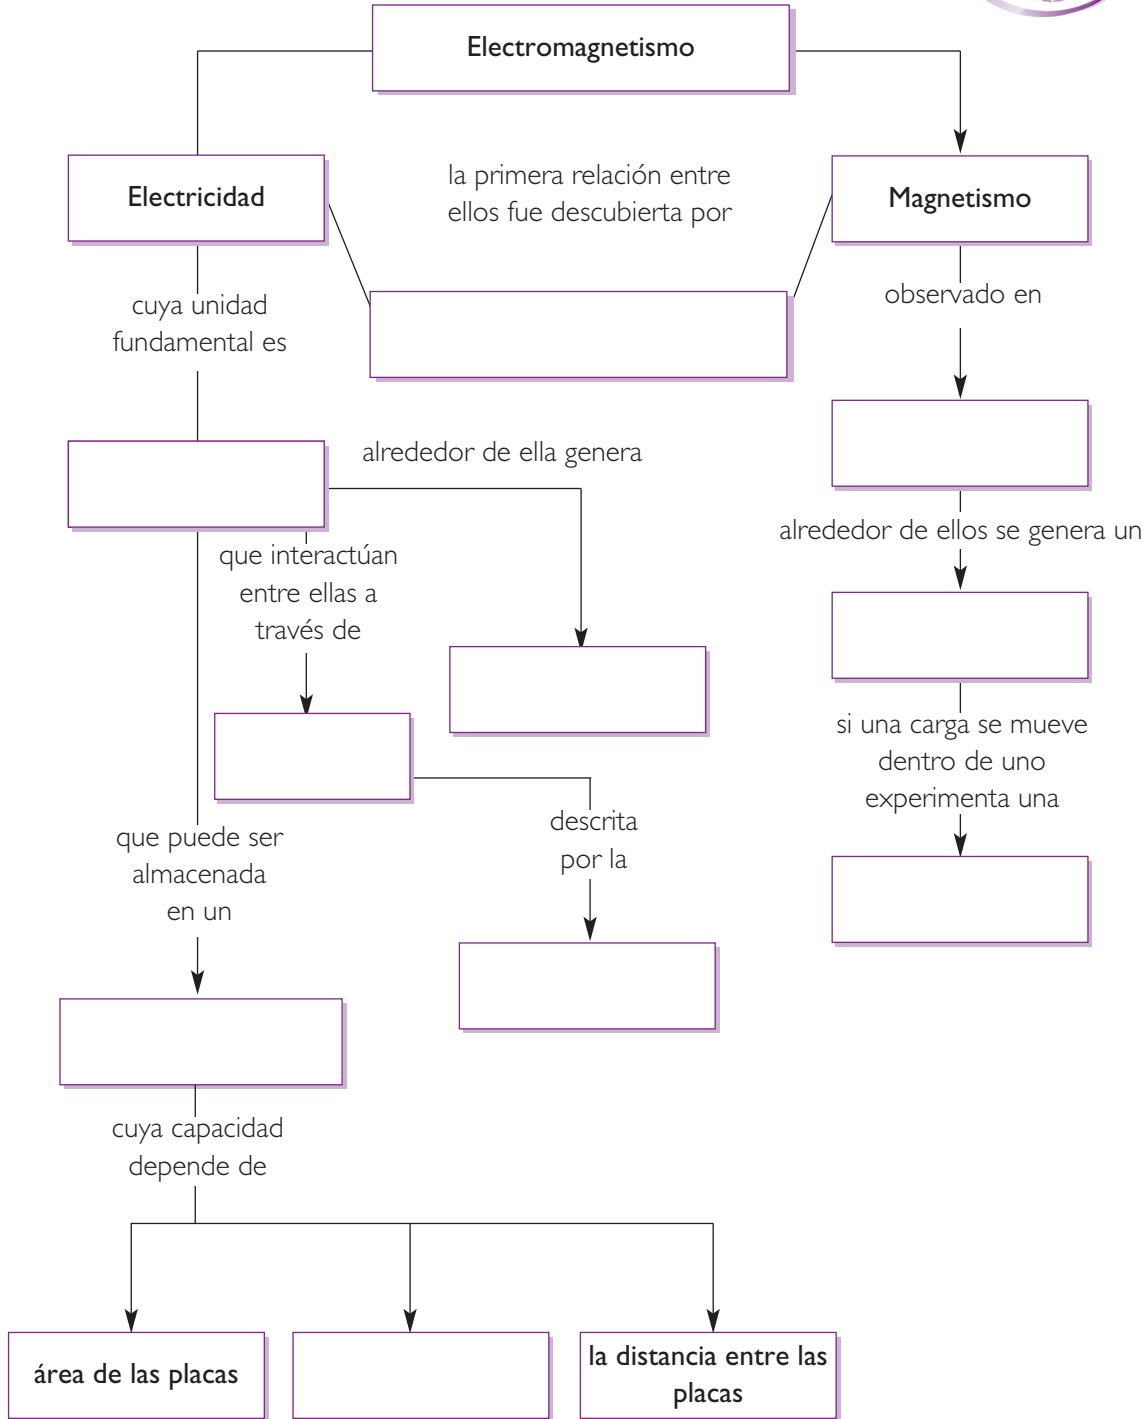 Electromagnetismo
Electricidad
la primera relación entre
ellos fue descubierta por
Magnetismo
cuya unidad
fundamental es
observado en
alrededor de ella genera
que interactúan
entre ellas a
través de
alrededor de ellos se genera un
si una carga se mueve
dentro de uno
experimenta una
descrita
por la
que puede ser
almacenada
en un
cuya capacidad
depende de
área de las placas
la distancia entre las
placas